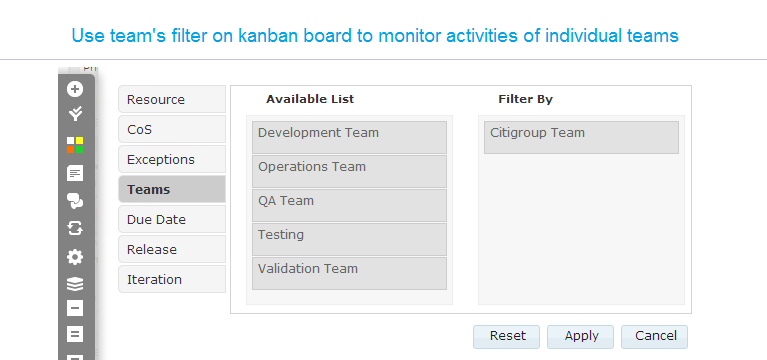 Use team's filter on kanban board to monitor activities of individual teams
Resource
CoS
Exceptions
Teams
Due Date
Release
Iteration
Available List
Development Team
Operations Team
QA Team
Testing
Validation Team
Filter By
Citigroup Team
Reset
Apply
Cancel